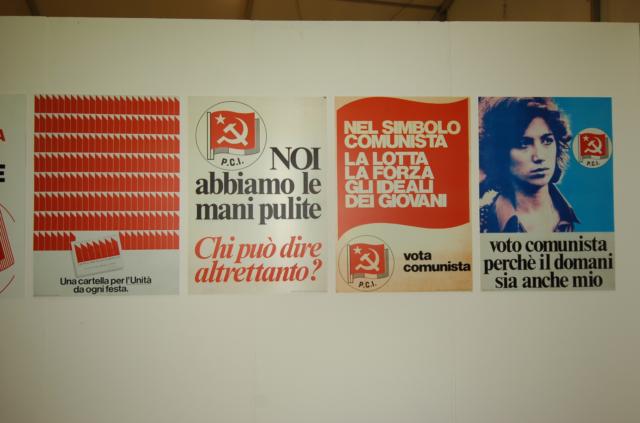 A
E
Una cartella per l'Unità
da ogni festa.
P.C.I.
NOI
abbiamo le
mani pulite
Chi può dire
altrettanto?
NEL SIMBOLO
COMUNISTA
LA LOTTA
LA FORZA
GLI IDEALI
DEI GIOVANI
P.C.I.
vota
comunista
P.C.I.
voto comunista
perchè il domani
sia anche mio